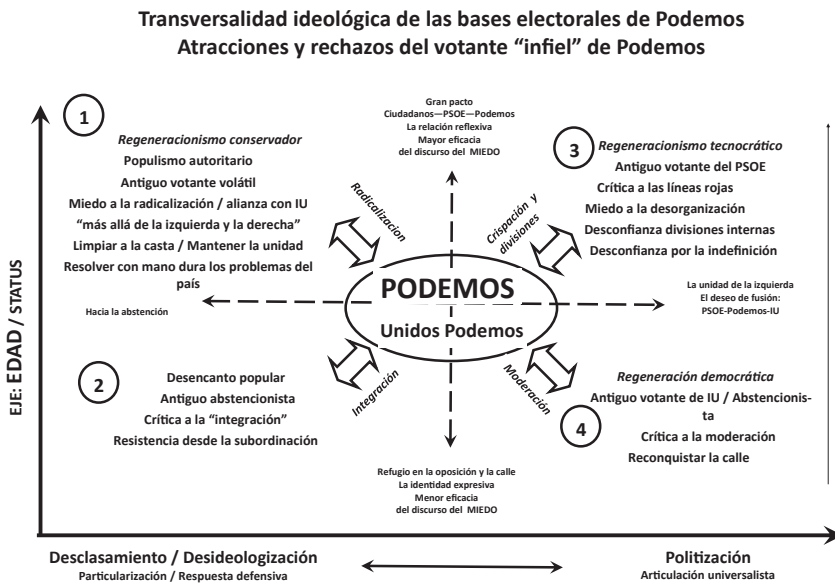 Transversalidad ideológica de las bases electorales de Podemos
Atracciones y rechazos del votante “infiel” de Podemos
EJE: EDAD / STATUS
1
Regeneracionismo conservador
Populismo autoritario
Antiguo votante volátil
Miedo a la radicalización / alianza con IU
“más allá de la izquierda y la derecha”
Limpiar a la casta / Mantener la unidad
Resolver con mano dura los problemas del
país
Gran pacto
Ciudadanos—PSOE—Podemos
La relación reflexiva
Mayor eficacia
del discurso del MIEDO
3
Regeneracionismo tecnocrático
Antiguo votante del PSOE
Crítica a las líneas rojas
Miedo a la desorganización
Desconfianza divisiones internas
Desconfianza por la indefinición
Radicalizacion
Crispación y
divisiones
PODEMOS
Unidos Podemos
Hacia la abstención
La unidad de la izquierda
El deseo de fusión:
PSOE-Podemos-IU
2
Desencanto popular
Antiguo abstencionista
Crítica a la “integración”
Resistencia desde la subordinación
Integración
Moderación
Regeneración democrática
Antiguo votante de IU / Abstencionis-
ta
4
Crítica a la moderación
Reconquistar la calle
Refugio en la oposición y la calle
La identidad expresiva
Menor eficacia
del discurso del MIEDO
Desclasamiento / Desideologización
Particularización / Respuesta defensiva
Politización
Articulación universalista